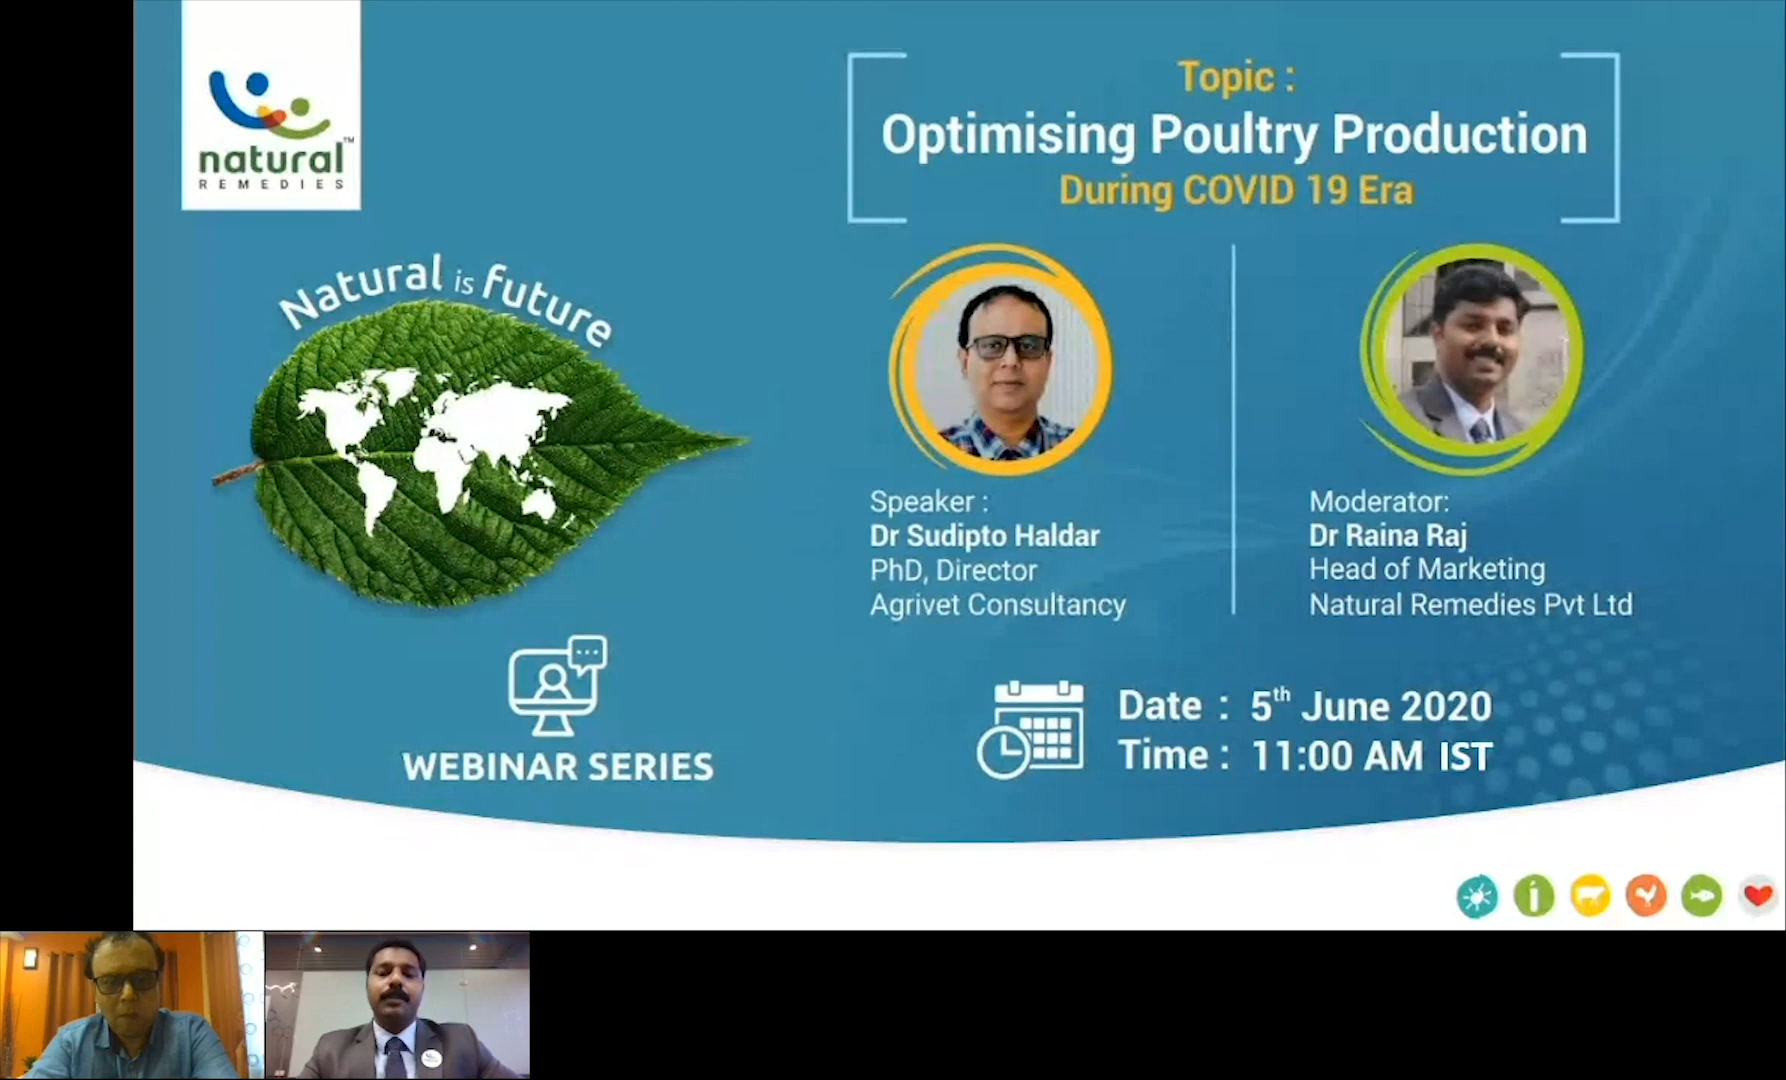 natural™
REMEDIES
Natural is future
WEBINAR SERIES
Topic :
Optimising Poultry Production
During COVID 19 Era
Speaker :
Dr Sudipto Haldar
PhD, Director
Agrivet Consultancy
Moderator:
Dr Raina Raj
Head of Marketing
Natural Remedies Pvt Ltd
Date : 5th June 2020
Time : 11:00 AM IST